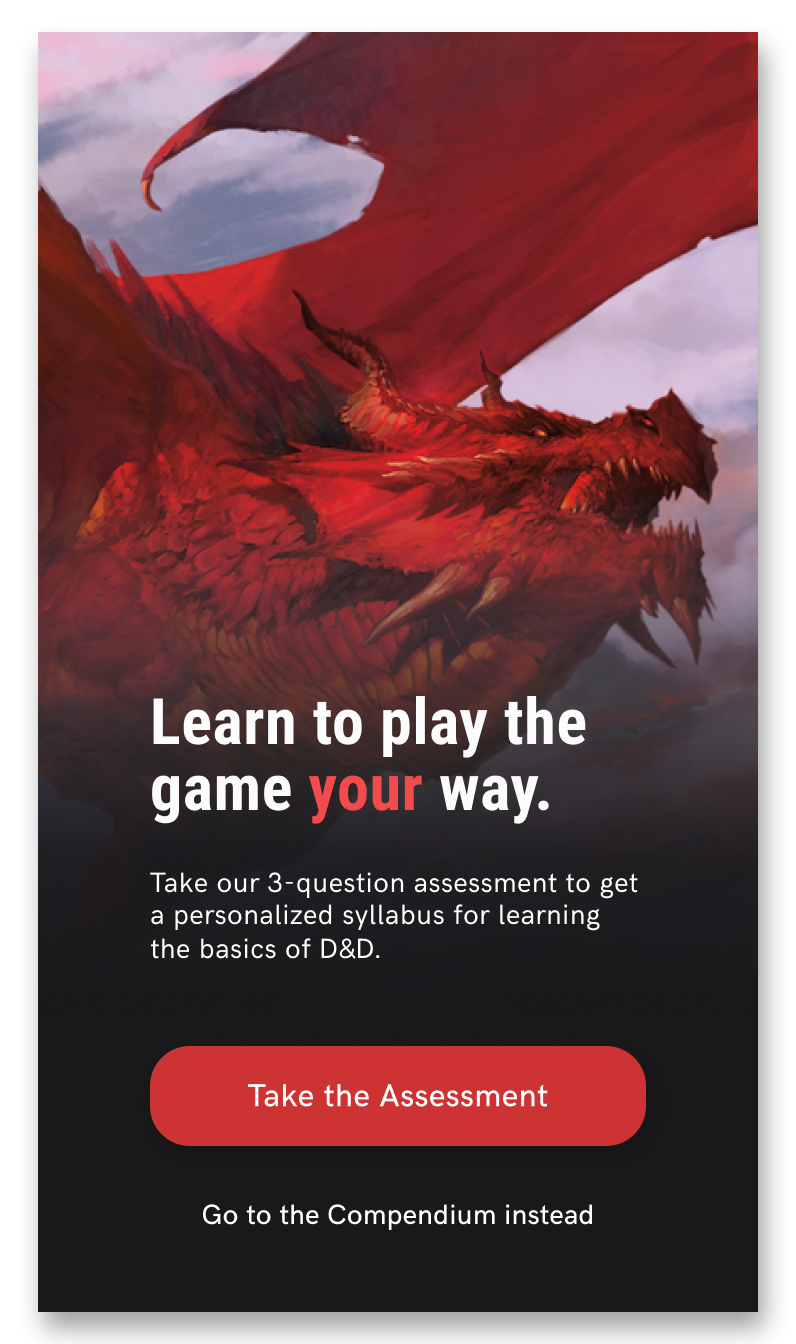 Learn to play the
game your way.
Take our 3-question assessment to get
a personalized syllabus for learning
the basics of D&D.
Take the Assessment
Go to the Compendium instead